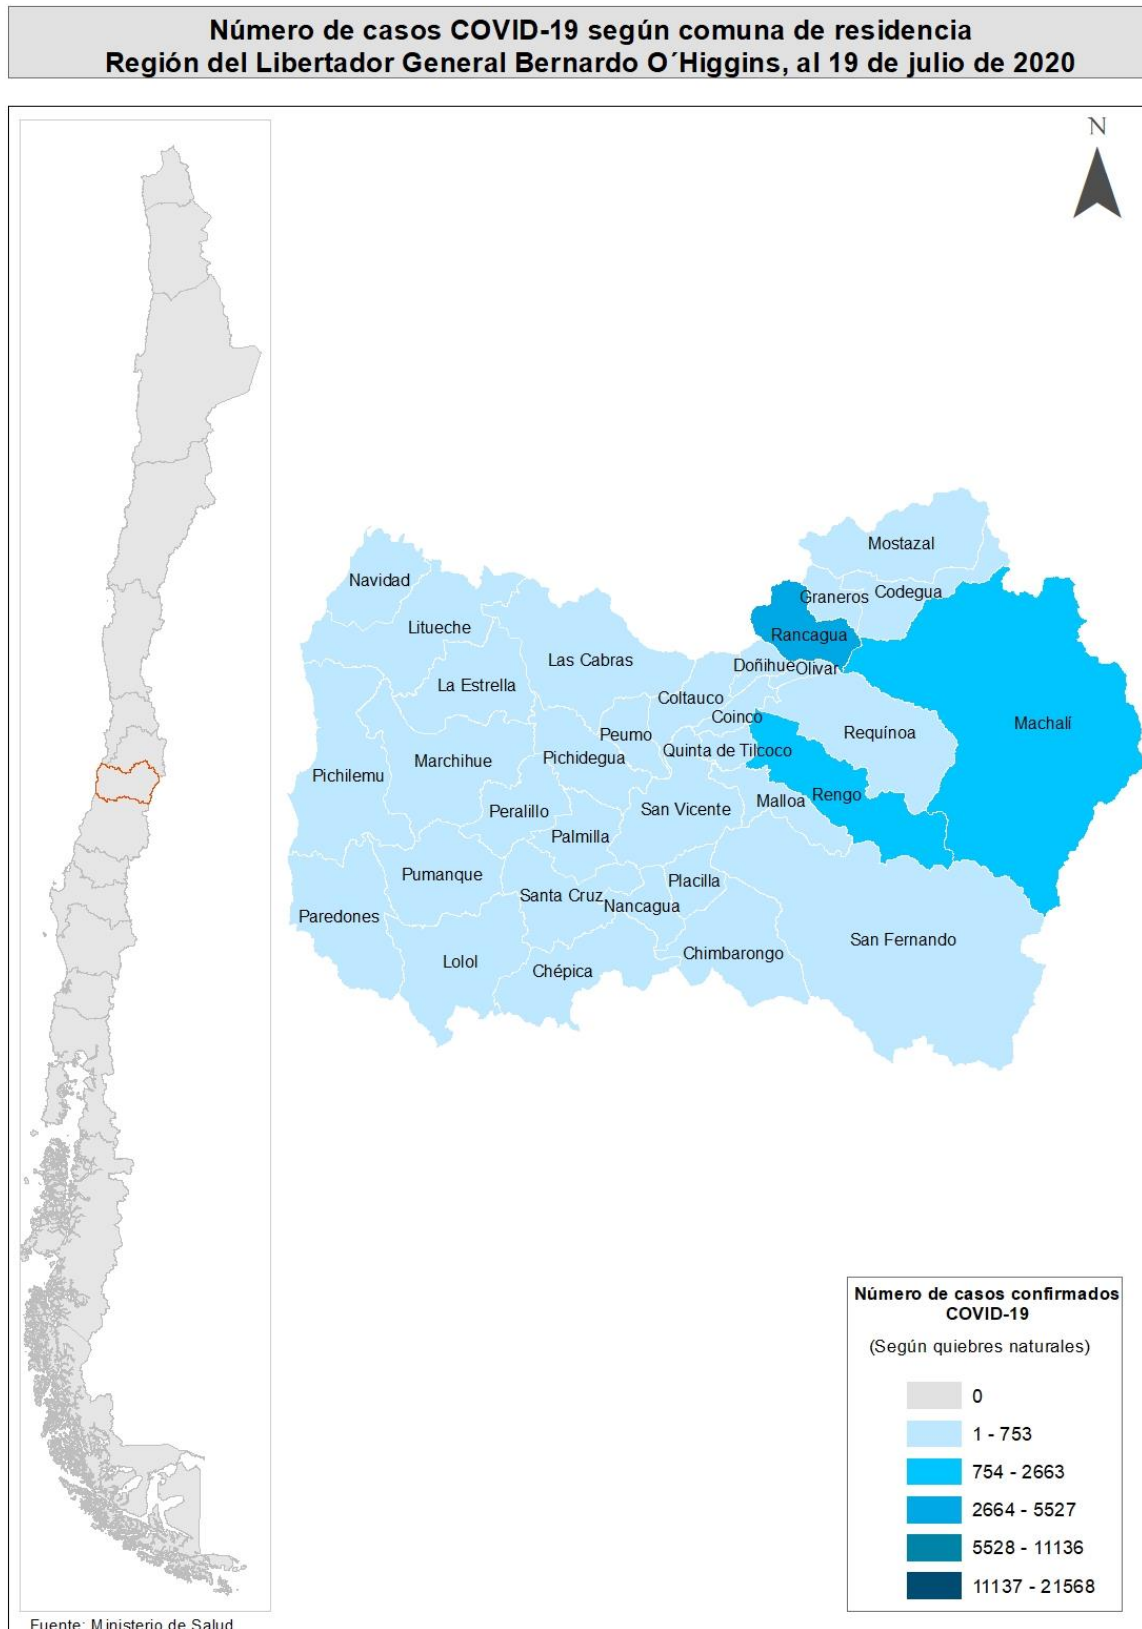 Número de casos COVID-19 según comuna de residencia
Región del Libertador General Bernardo O´Higgins, al 19 de julio de 2020
N
Mostazal
Navidad
Graneros
Codegua
Litueche
Rancagua
Las Cabras
Doñihue
Olivar
La Estrella
Coltauco
Coinco
Machalí
Peumo
Requínoa
Quinta de Tilcoco
Marchihue
Pichidegua
Pichilemu
Rengo
Malloa
Peralillo
San Vicente
Palmilla
Pumanque
Placilla
Santa Cruz
Nancagua
Paredones
San Fernando
Chimbarongo
Lolol
Chépica
Número de casos confirmados
COVID-19
(Según quiebres naturales)
0
1 - 753
754 - 2663
2664 - 5527
5528 - 11136
11137 - 21568
Fuente: Ministerio de Salud